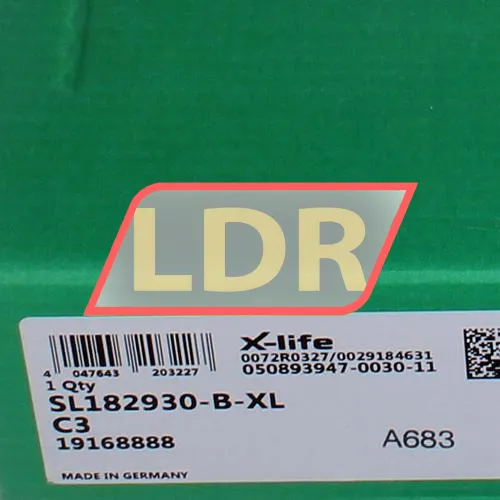 LDR
X-life
0072R0327/0029184631
050893947-0030-11
4 047643 203227
1 Qty
SL182930-B-XL
C3
19168888
A683
MADE IN GERMANY